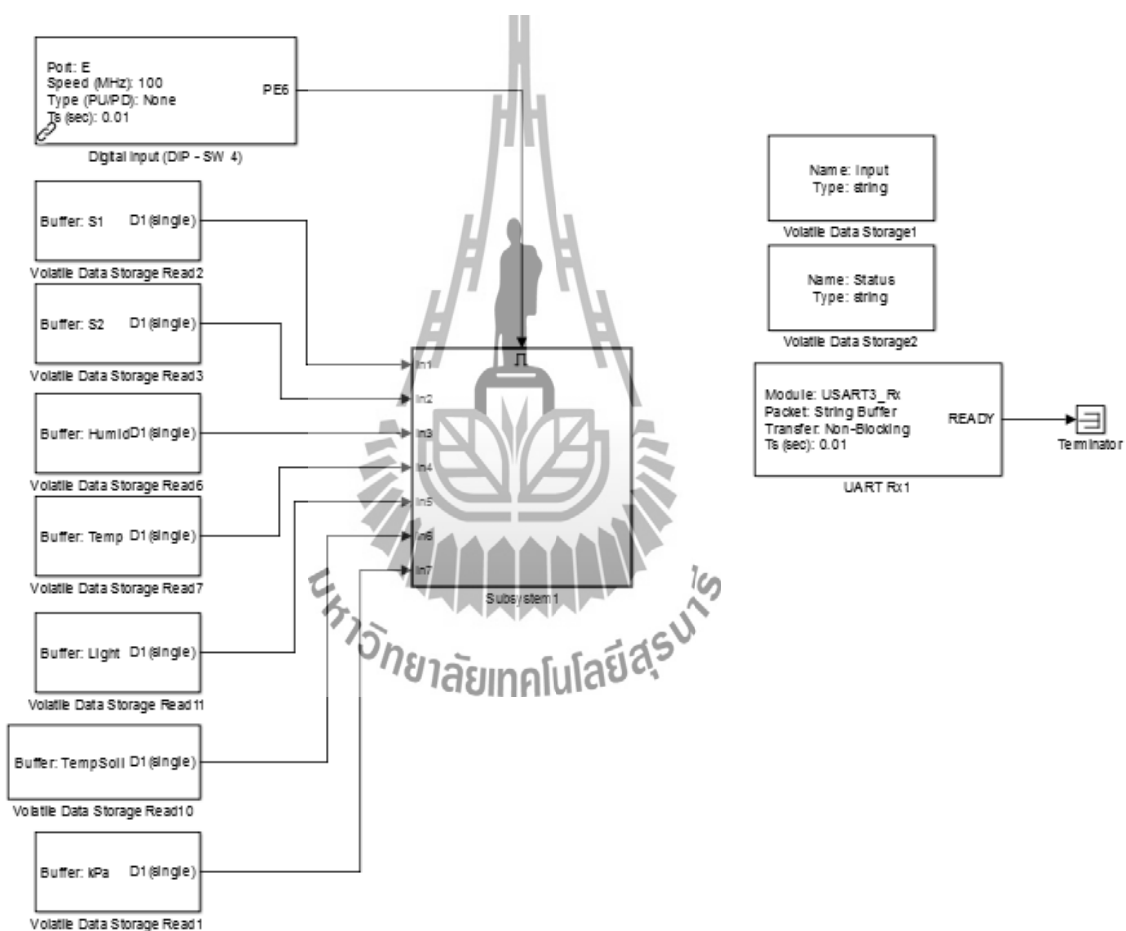 Port: E
Speed (MHz): 100
Type (PU/PD): None
Ts (sec): 0.01
PE6
Digital Input (DIP - SW 4)
Buffer: S1
D1(single)
Volatile Data Storage Read2
Buffer: S2
D1(single)
Volatile Data Storage Read3
Buffer: Humid
D1(single)
Volatile Data Storage Read6
Buffer: Temp
D1(single)
Volatile Data Storage Read7
Buffer: Light
D1(single)
Volatile Data Storage Read11
Buffer: TempSoil
D1(single)
Volatile Data Storage Read10
Buffer: kPa
D1(single)
Volatile Data Storage Read1
In1
In2
In3
In4
In5
In6
In7
Subsystem1
มหาวิทยาลัยเทคโนโลยีสุรนารี
Name: Input
Type: string
Volatile Data Storage1
Name: Status
Type: string
Volatile Data Storage2
Module: USART3_Rx
Packet: String Buffer
Transfer: Non-Blocking
Ts (sec): 0.01
READY
UART Rx1
Terminator